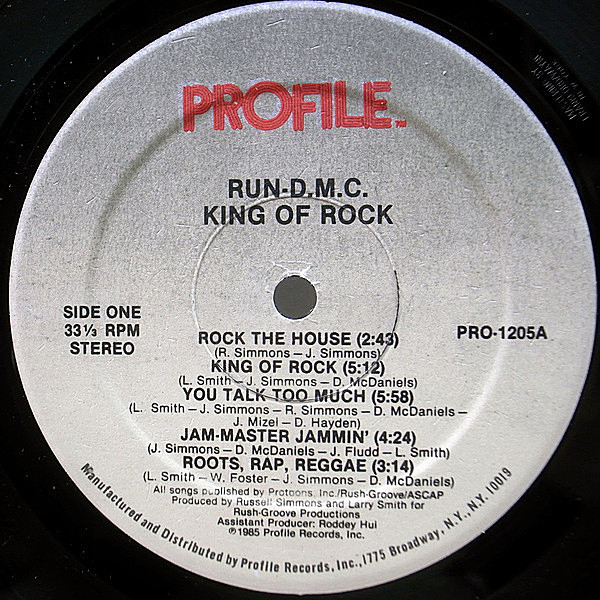 PROFILE.™
RUN-D.M.C.
KING OF ROCK
SIDE ONE
33⅓ RPM
STEREO
PRO-1205A
ROCK THE HOUSE (2:43)
(R. Simmons – J. Simmons)
KING OF ROCK (5:12)
(L. Smith – J. Simmons – D. McDaniels)
YOU TALK TOO MUCH (5:58)
(L. Smith – J. Simmons – R. Simmons – D. McDaniels –
J. Mizel – D. Hayden)
JAM-MASTER JAMMIN' (4:24)
(J. Simmons – D. McDaniels – J. Fludd – L. Smith)
ROOTS, RAP, REGGAE (3:14)
(L. Smith – W. Foster – J. Simmons – D. McDaniels)
All songs published by Protoons, Inc./Rush-Groove/ASCAP
Produced by Russell Simmons and Larry Smith for
Rush-Groove Productions
Assistant Producer: Roddey Hui
℗1985 Profile Records, Inc.
Manufactured and Distributed by Profile Records, Inc., 1775 Broadway, N.Y., N.Y. 10019